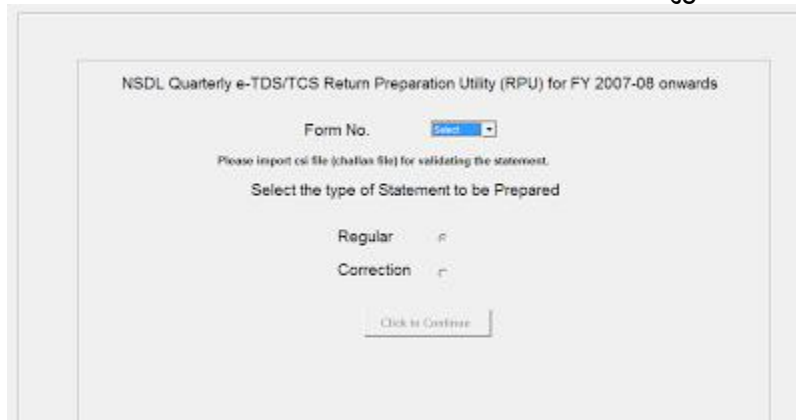 NSDL Quarterly e-TDS/TCS Return Preparation Utility (RPU) for FY 2007-08 onwards
Form No. Select
Please import csi file (challan file) for validating the statement.
Select the type of Statement to be Prepared
Regular
Correction
Click to Continue